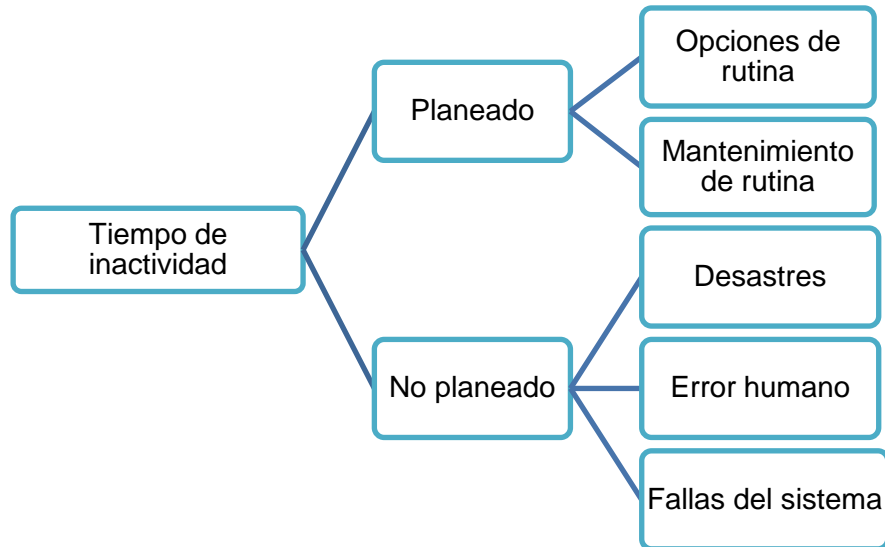 Tiempo de
inactividad
Planeado
Opciones de
rutina
Mantenimiento
de rutina
No planeado
Desastres
Error humano
Fallas del sistema